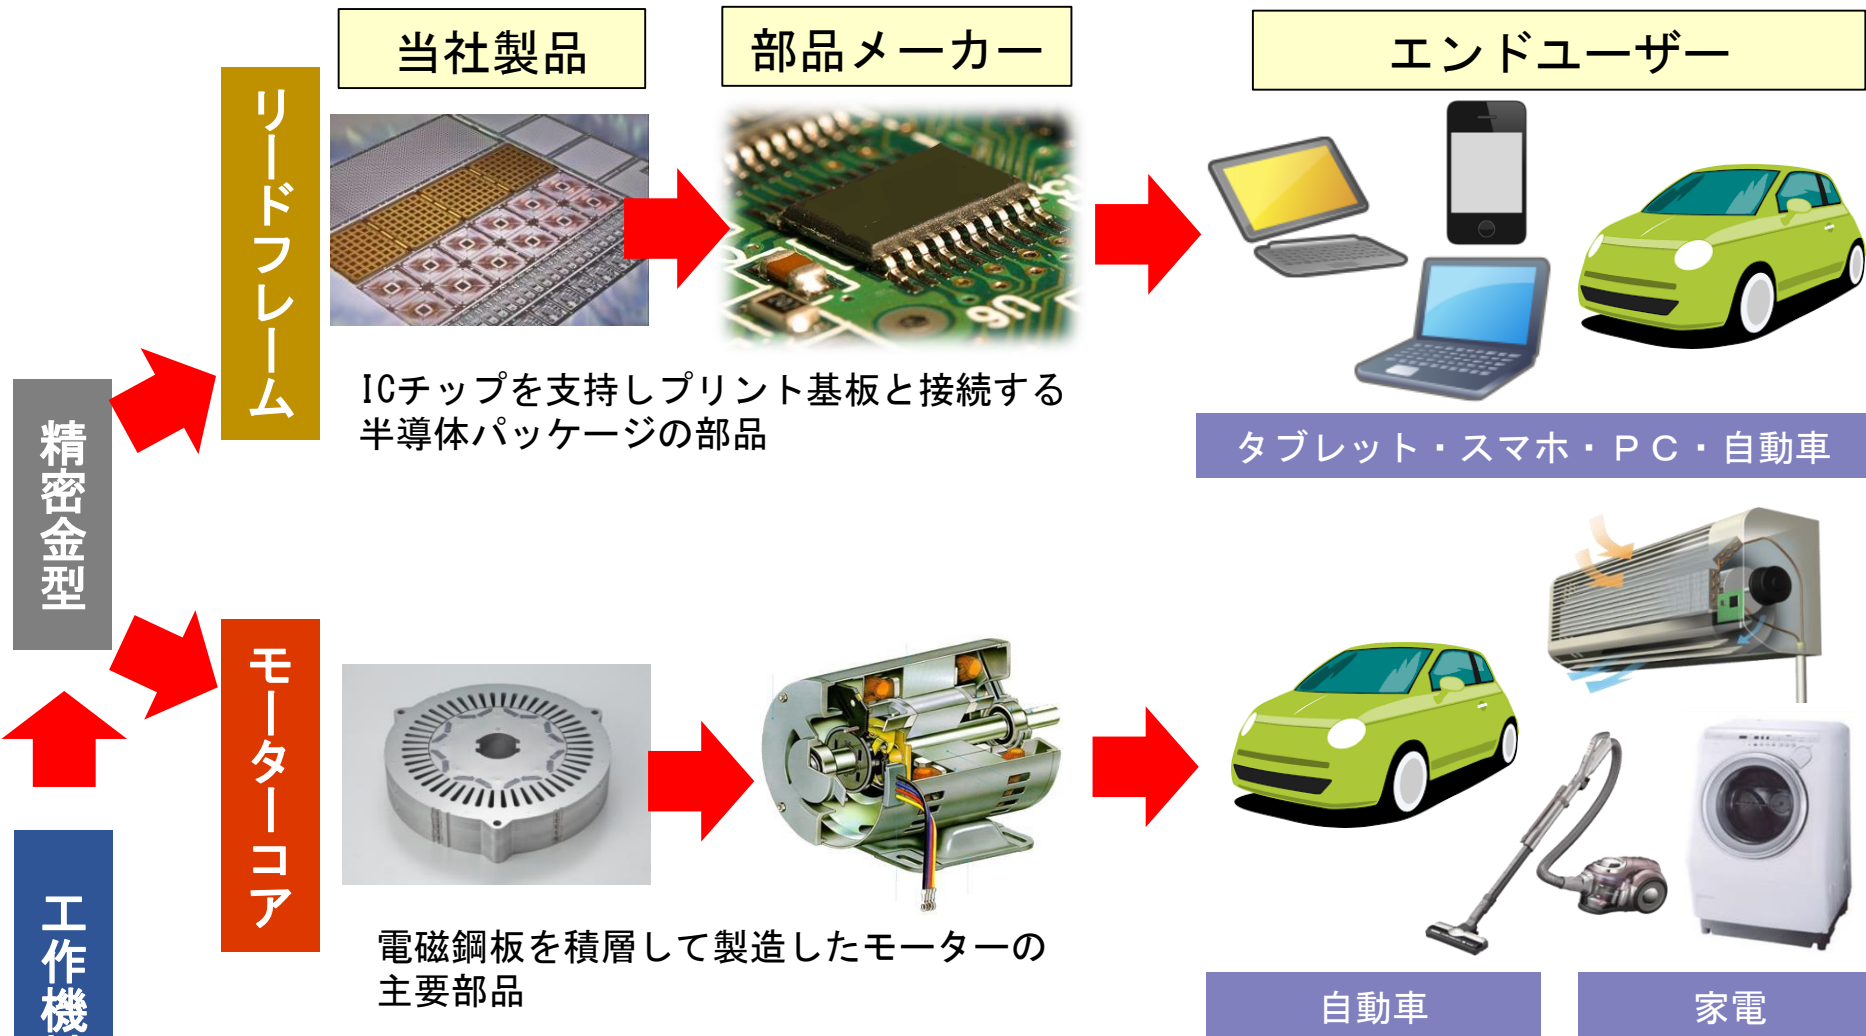 当社製品
部品メーカー
エンドユーザー
リードフレーム
ICチップを支持しプリント基板と接続する
半導体パッケージの部品
タブレット・スマホ・ＰＣ・自動車
精密金型
モーターコア
電磁鋼板を積層して製造したモーターの
主要部品
自動車
家電
工作機